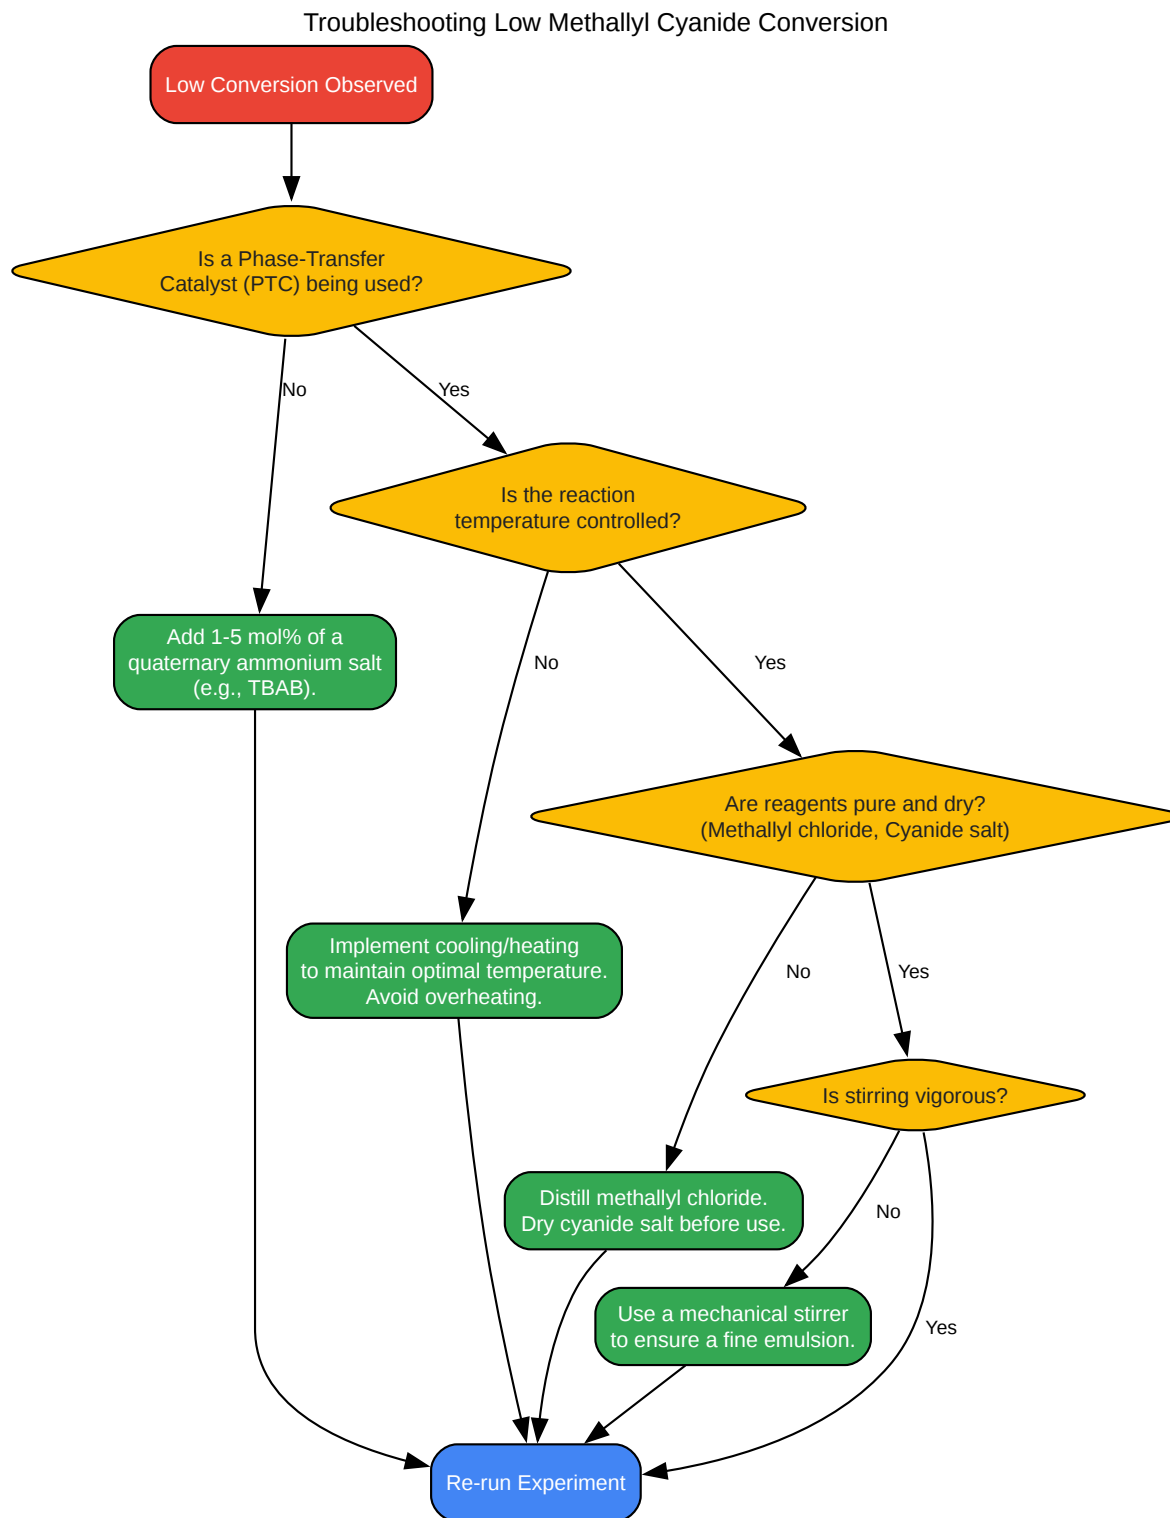 Troubleshooting Low Methallyl Cyanide Conversion
Low Conversion Observed
Is a Phase-Transfer
Catalyst (PTC) being used?
No
Yes
Is the reaction
temperature controlled?
Add 1-5 mol% of a
quaternary ammonium salt
(e.g., TBAB).
No
Yes
Are reagents pure and dry?
(Methallyl chloride, Cyanide salt)
Implement cooling/heating
to maintain optimal temperature.
Avoid overheating.
No
Yes
Is stirring vigorous?
Distill methallyl chloride.
Dry cyanide salt before use.
No
Use a mechanical stirrer
to ensure a fine emulsion.
Yes
Re-run Experiment